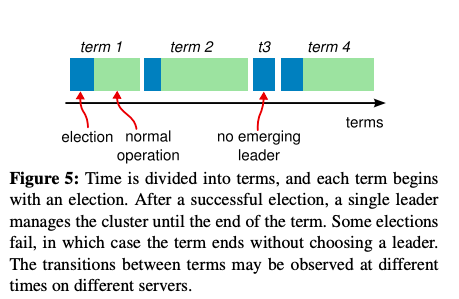 term 1 term 2 t3 term 4
terms
election normal operation no emerging leader
Figure 5: Time is divided into terms, and each term begins
with an election. After a successful election, a single leader
manages the cluster until the end of the term. Some elections
fail, in which case the term ends without choosing a leader.
The transitions between terms may be observed at different
times on different servers.